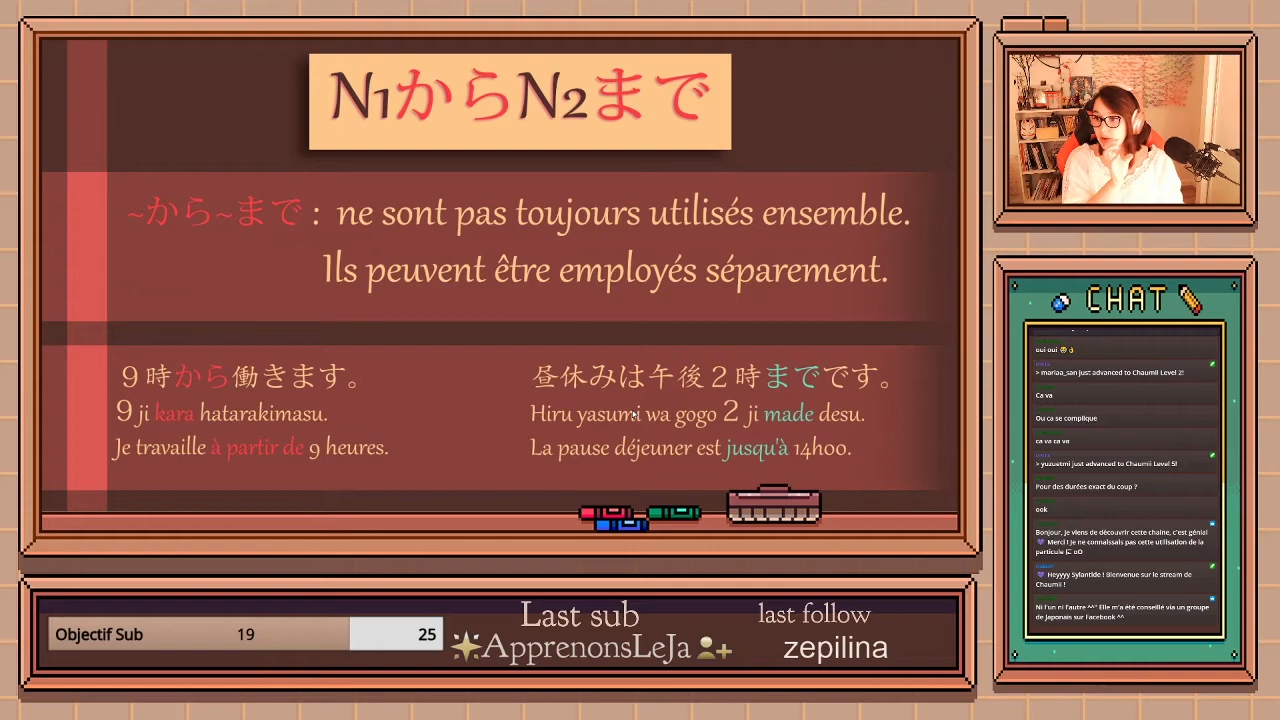 N1からN2まで
~から~まで : ne sont pas toujours utilisés ensemble.
Ils peuvent être employés séparement.
９時から働きます。
9 ji kara hatarakimasu.
Je travaille à partir de 9 heures.
昼休みは午後２時までです。
Hiru yasumi wa gogo 2 ji made desu.
La pause déjeuner est jusqu'à 14h00.
Objectif Sub 19 25
Last sub
ApprenonsLeJa
last follow
zepilina
CHAT
oui oui
> mariaa_san just advanced to Chaumii Level 2!
Ca va
Ou ca se complique
ca va ca va
> yuzuetmi just advanced to Chaumii Level 5!
Pour des durées exact du coup ?
ook
Bonjour, je viens de découvrir cette chaine, c'est génial
💜 Merci ! Je ne connaissais pas cette utilisation de la
particule に oO
💜 Heyyyy Sylantide ! Bienvenue sur le stream de
Chaumii !
Ni l'un ni l'autre ^^" Elle m'a été conseillé via un groupe
de Japonais sur facebook ^^